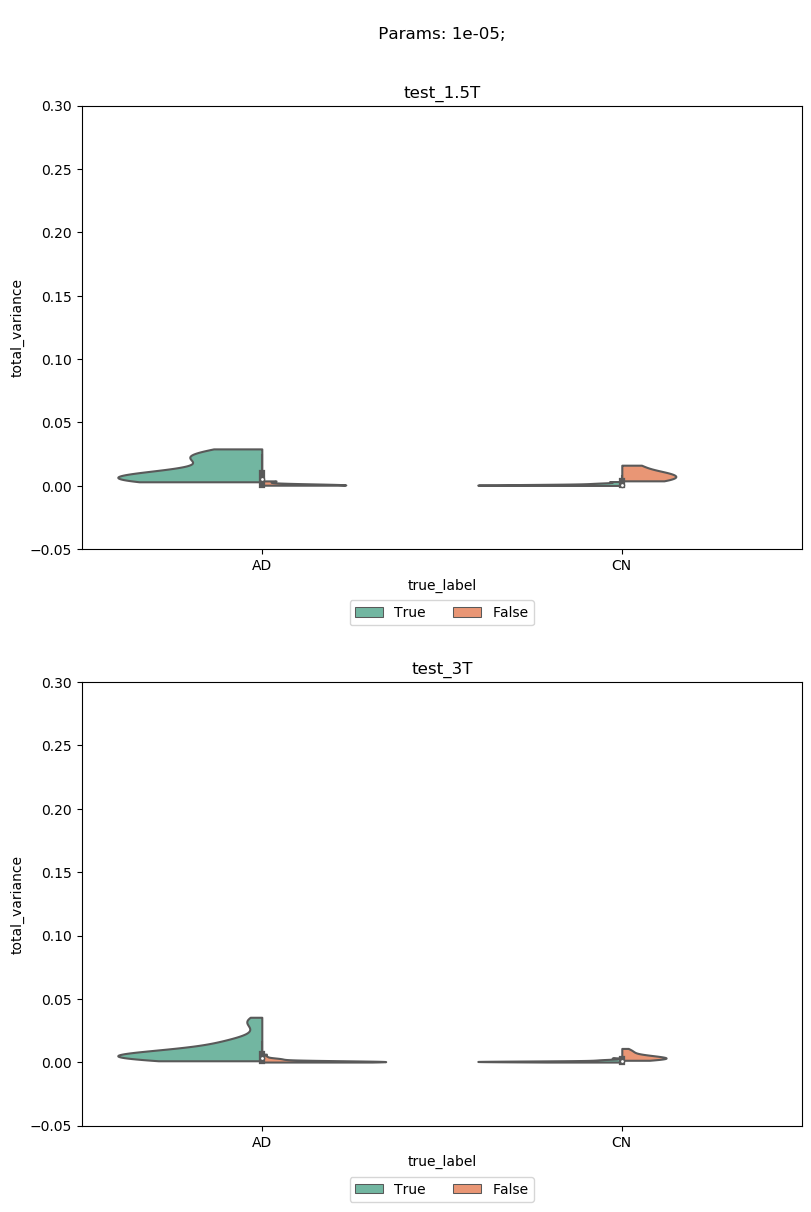 Params: 1e-05;
test_1.5T
0.30
0.25
0.20
0.15
0.10
0.05
0.00
−0.05
total_variance
AD CN
true_label
True False
test_3T
0.30
0.25
0.20
0.15
0.10
0.05
0.00
−0.05
total_variance
AD CN
true_label
True False